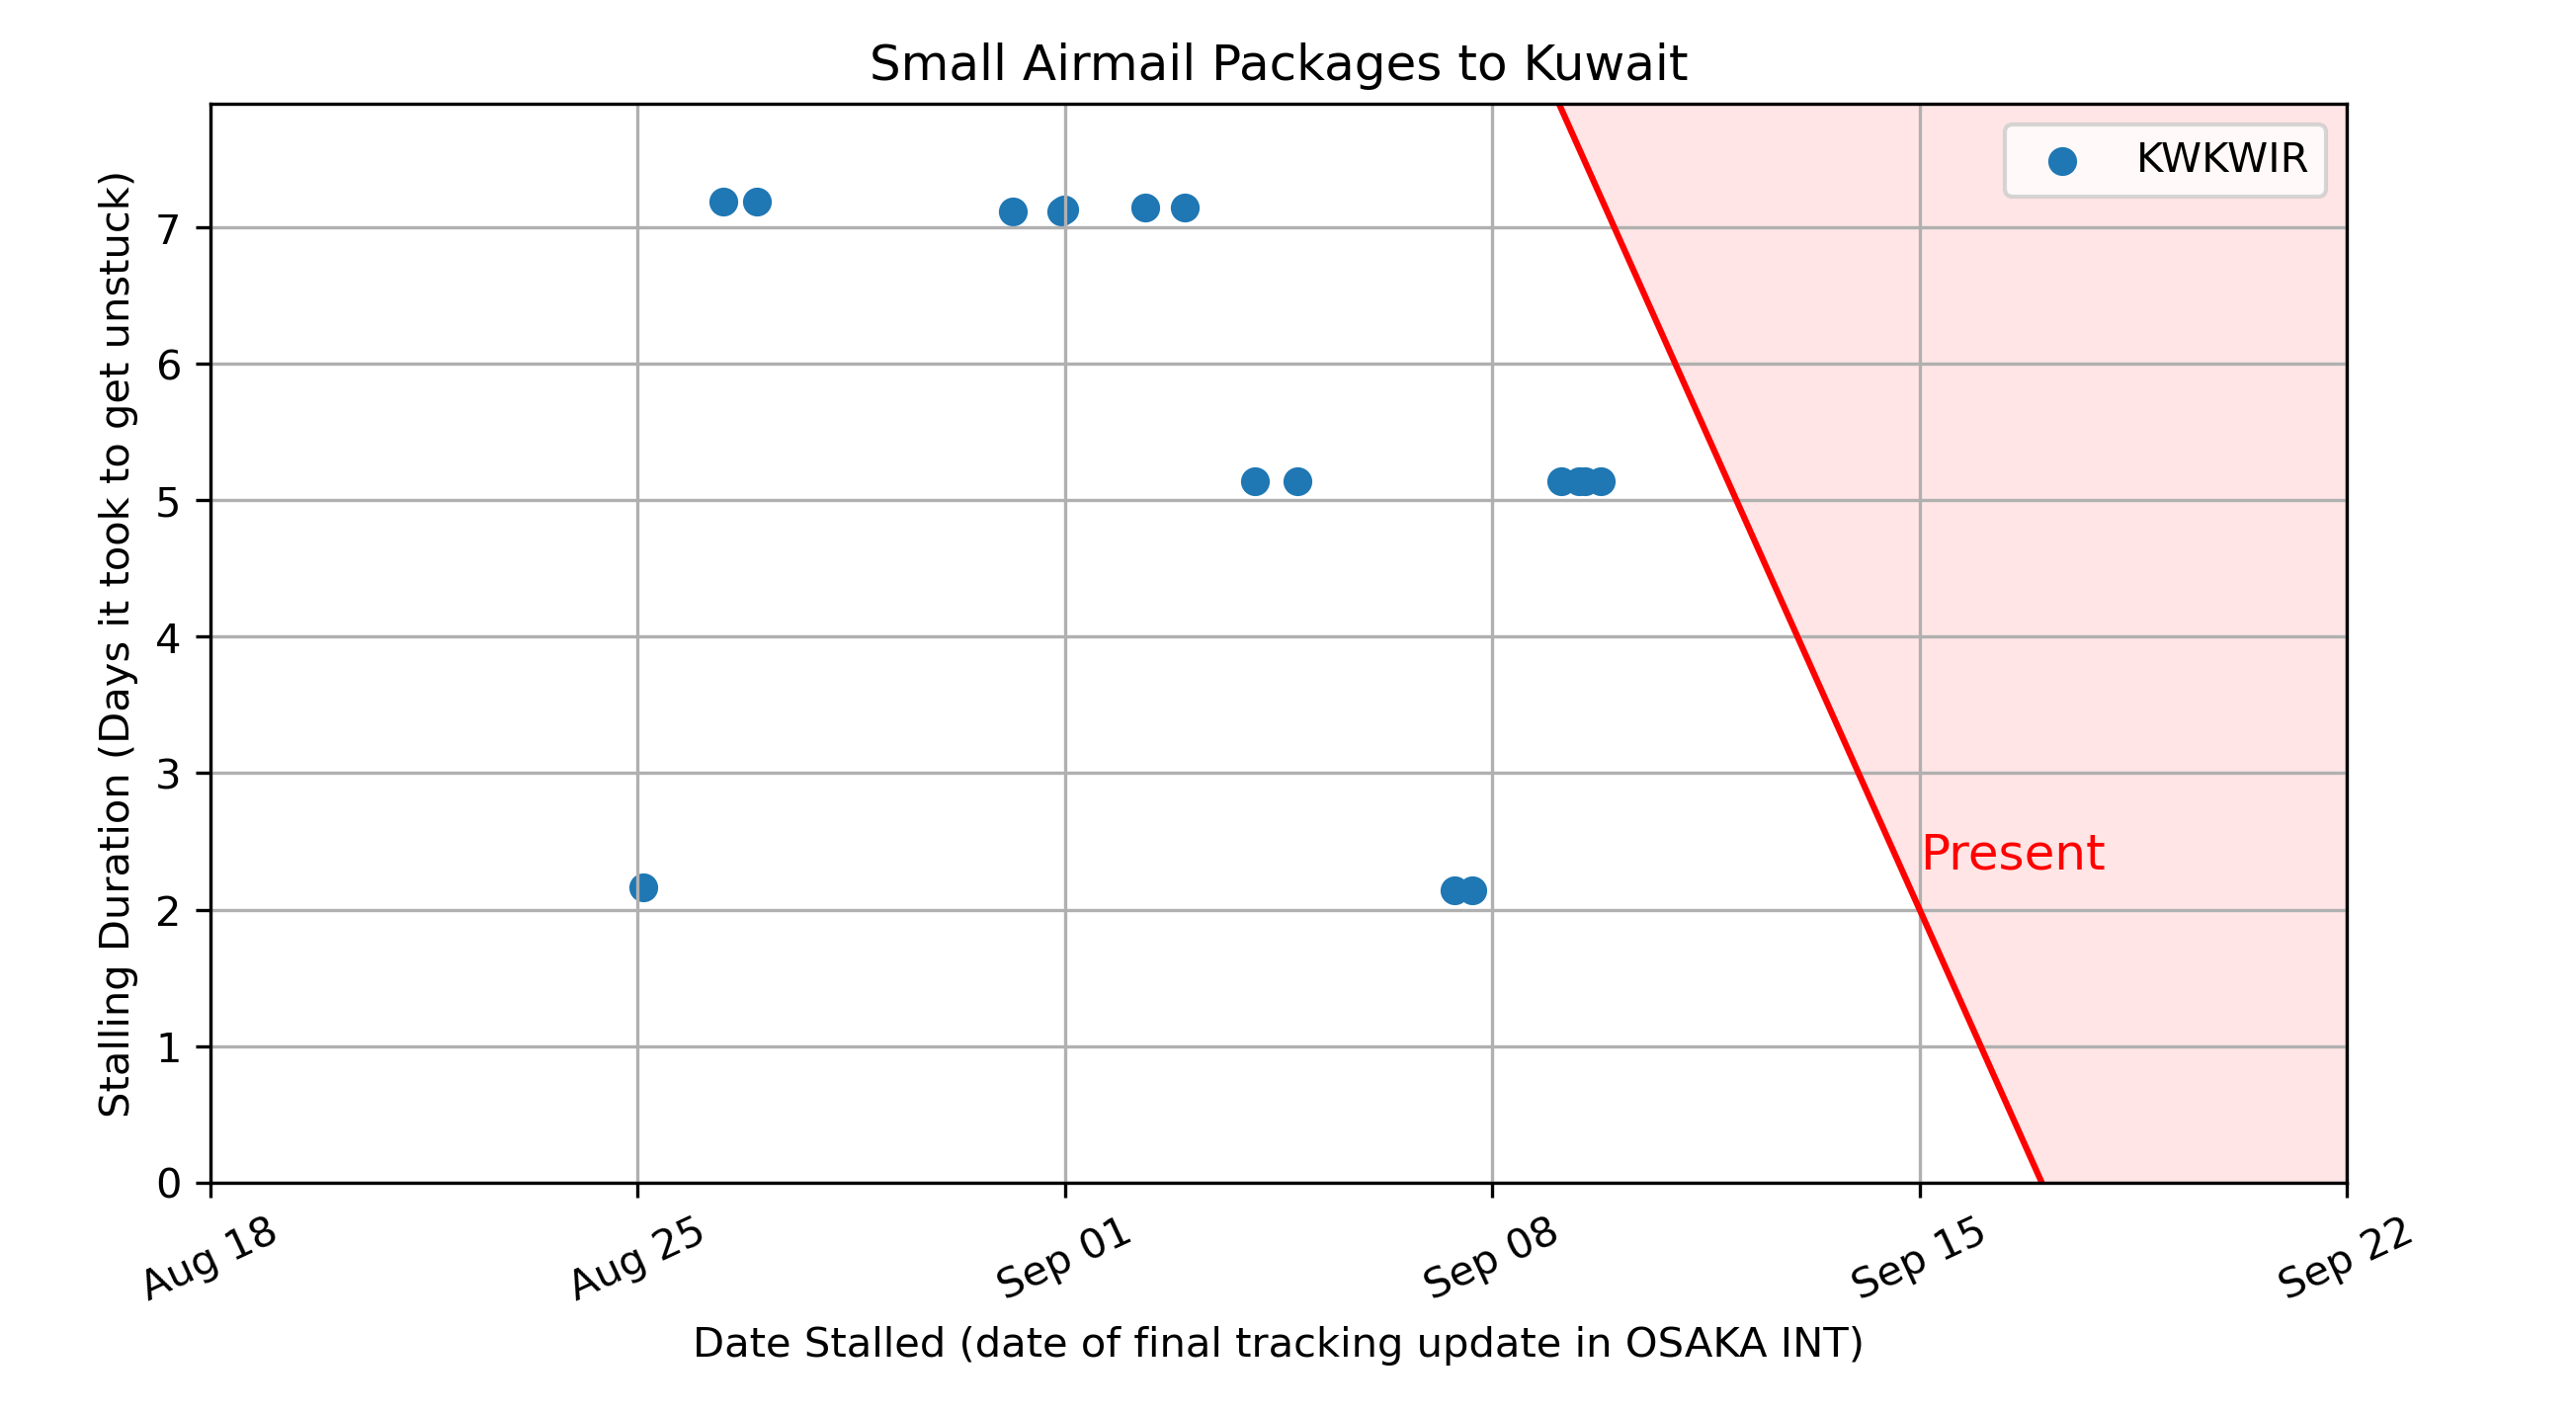 Small Airmail Packages to Kuwait
KWKWIR
Stalling Duration (Days it took to get unstuck)
7
6
5
4
3
2
1
0
Present
Aug 18
Aug 25
Sep 01
Sep 08
Sep 15
Sep 22
Date Stalled (date of final tracking update in OSAKA INT)